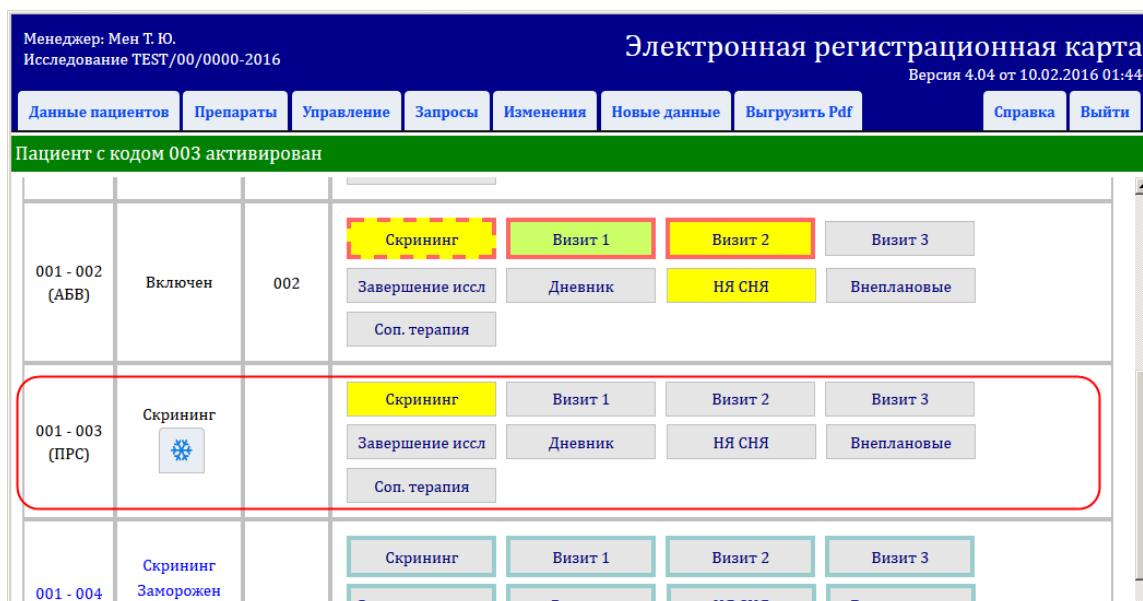 Менеджер: Мен Т. Ю.
Исследование TEST/00/0000-2016
Электронная регистрационная карта
Версия 4.04 от 10.02.2016 01:44
Данные пациентов Препараты Управление Запросы Изменения Новые данные Выгрузить Pdf Справка Выйти
Пациент с кодом 003 активирован
001 - 002
(АБВ)
Включен
002
Скрининг Визит 1 Визит 2 Визит 3
Завершение иссл Дневник НЯ СНЯ Внеплановые
Соп. терапия
001 - 003
(ПРС)
Скрининг
Скрининг Визит 1 Визит 2 Визит 3
Завершение иссл Дневник НЯ СНЯ Внеплановые
Соп. терапия
001 - 004
Скрининг
Заморожен
Скрининг Визит 1 Визит 2 Визит 3